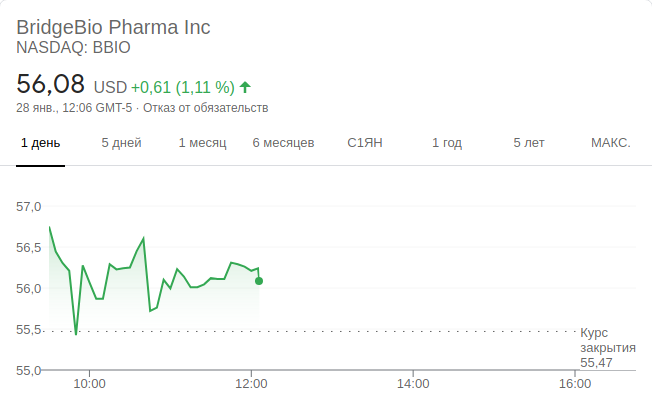 BridgeBio Pharma Inc
NASDAQ: BBIO
56,08 USD +0,61 (1,11 %)
28 янв., 12:06 GMT-5 · Отказ от обязательств
1 день 5 дней 1 месяц 6 месяцев С1ЯН 1 год 5 лет МАКС.
57,0
56,5
56,0
55,5
Курс
закрытия
55,47
55,0
10:00 12:00 14:00 16:00